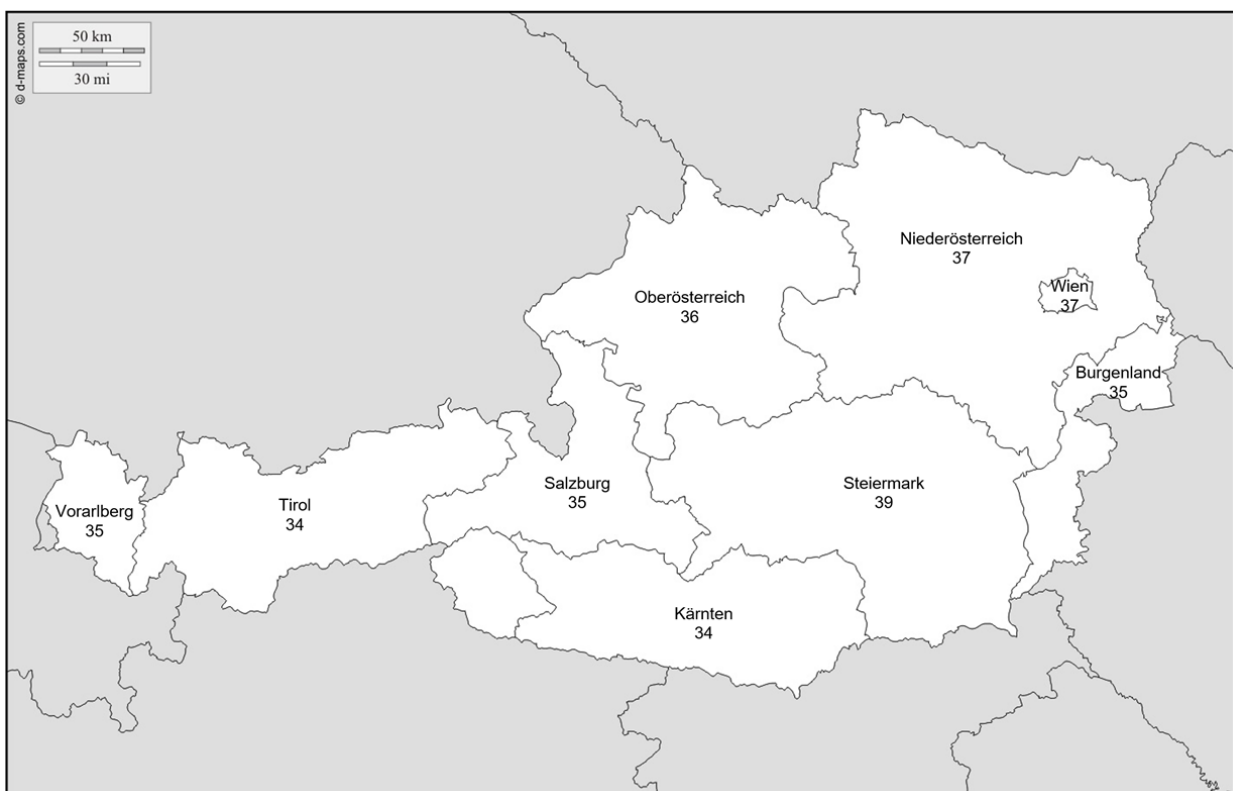 50 km
30 mi
© d-maps.com
Niederösterreich
37
Wien
37
Oberösterreich
36
Burgenland
35
Salzburg
35
Steiermark
39
Tirol
34
Vorarlberg
35
Kärnten
34